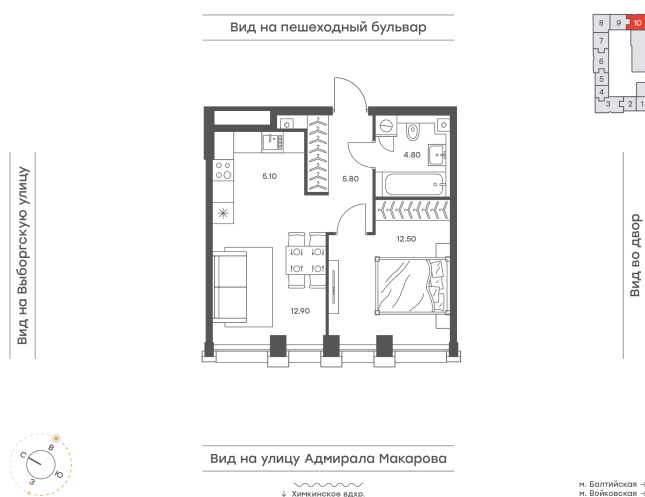 Вид на пешеходный бульвар
8 9 10
7
6
5
4
3 2 1
4.80
5.10
5.80
Вид на Выборгскую улицу
Вид во двор
12.50
12.90
Вид на улицу Адмирала Макарова
В
С
Ю
З
↓ Химкинское вдхр.
м. Балтийская
м. Войковская